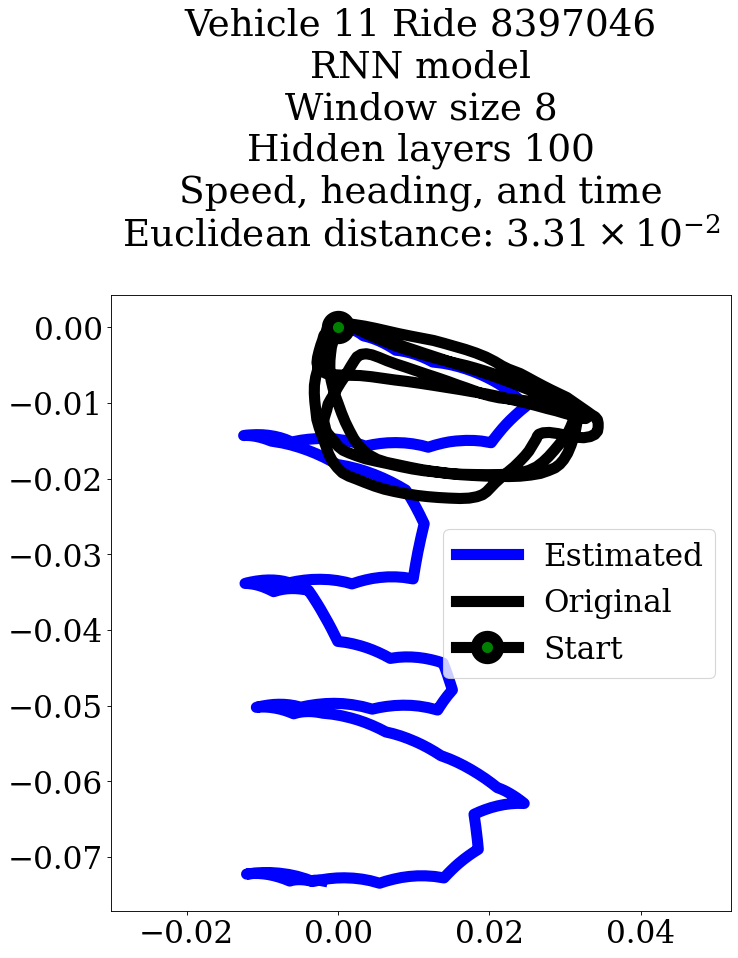 Vehicle 11 Ride 8397046
RNN model
Window size 8
Hidden layers 100
Speed, heading, and time
Euclidean distance: 3.31 × 10⁻²
0.00
−0.01
−0.02
−0.03
−0.04
−0.05
−0.06
−0.07
Estimated
Original
Start
−0.02 0.00 0.02 0.04